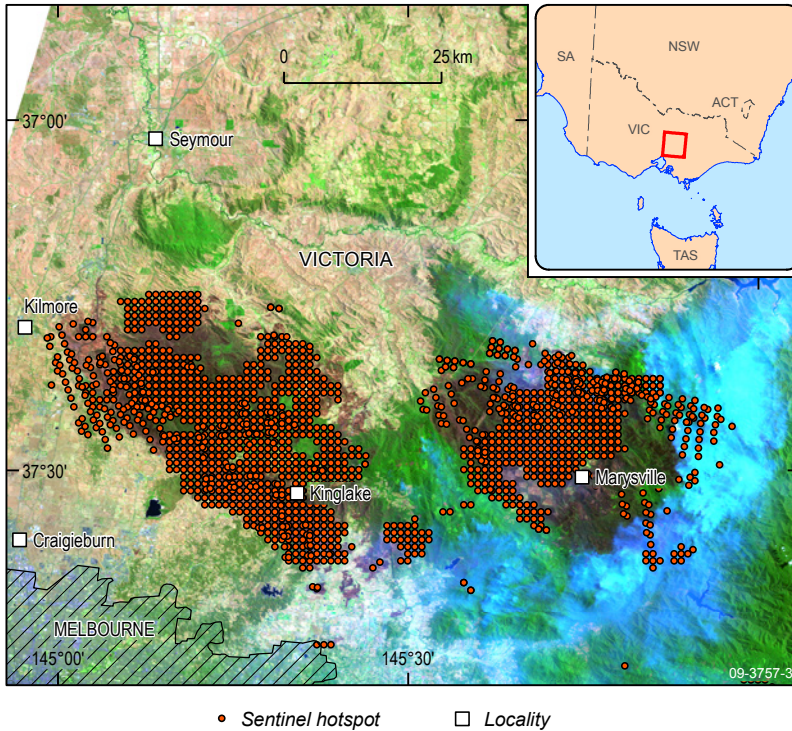 0 25 km
SA
NSW
ACT
VIC
TAS
37°00'
Seymour
VICTORIA
Kilmore
37°30'
Marysville
Kinglake
Craigieburn
MELBOURNE
145°00'
145°30'
09-3757-3
Sentinel hotspot
Locality